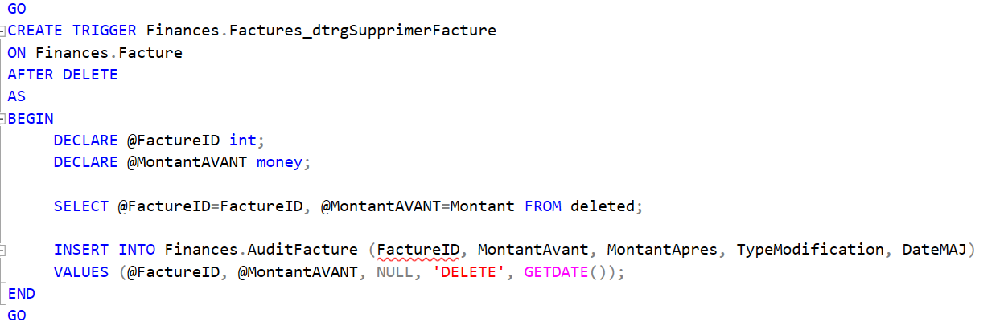 GO
CREATE TRIGGER Finances.Factures_dtrgSupprimerFacture
ON Finances.Facture
AFTER DELETE
AS
BEGIN
DECLARE @FactureID int;
DECLARE @MontantAVANT money;
SELECT @FactureID=FactureID, @MontantAVANT=Montant FROM deleted;
INSERT INTO Finances.AuditFacture (FactureID, MontantAvant, MontantApres, TypeModification, DateMAJ)
VALUES (@FactureID, @MontantAVANT, NULL, 'DELETE', GETDATE());
END
GO